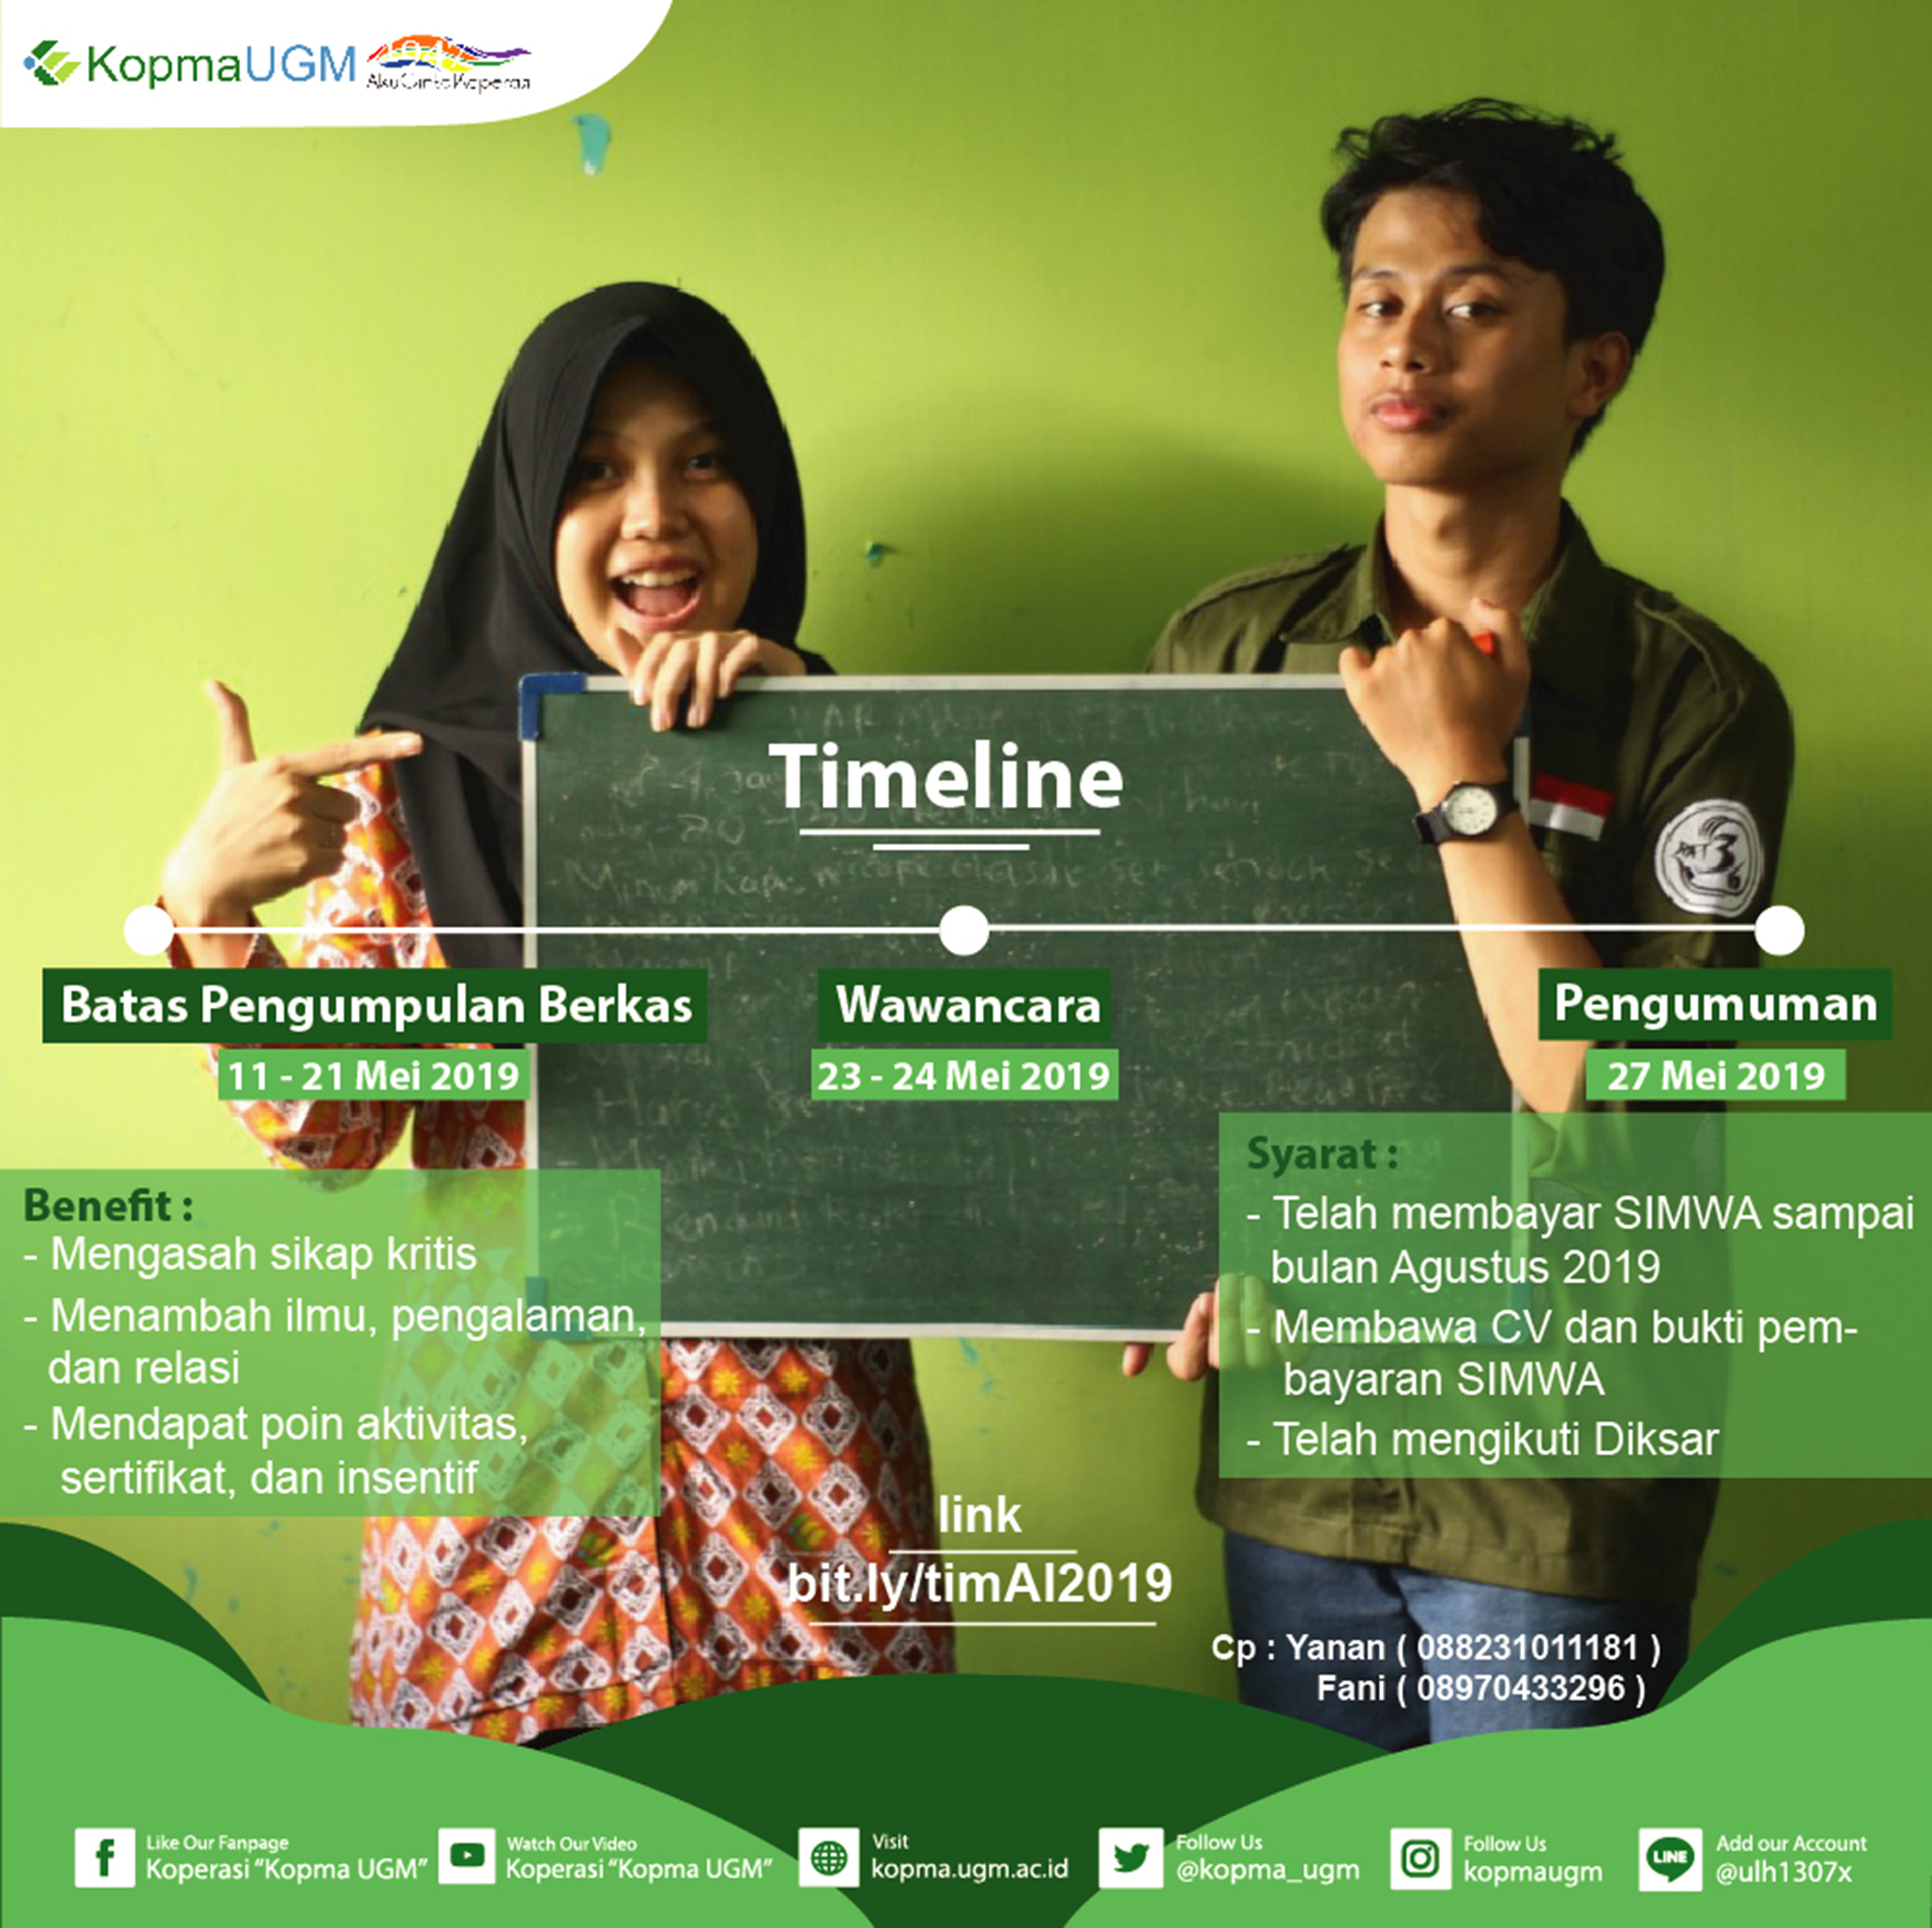 KopmaUGM
AkuCintaKoperasi
Timeline
Batas Pengumpulan Berkas
11 - 21 Mei 2019
Wawancara
23 - 24 Mei 2019
Pengumuman
27 Mei 2019
Benefit :
- Mengasah sikap kritis
- Menambah ilmu, pengalaman,
dan relasi
- Mendapat poin aktivitas,
sertifikat, dan insentif
Syarat :
- Telah membayar SIMWA sampai
bulan Agustus 2019
- Membawa CV dan bukti pem-
bayaran SIMWA
- Telah mengikuti Diksar
link
bit.ly/timAI2019
Cp : Yanan ( 088231011181 )
Fani ( 08970433296 )
Like Our Fanpage
Koperasi "Kopma UGM"
Watch Our Video
Koperasi "Kopma UGM"
Visit
kopma.ugm.ac.id
Follow Us
@kopma_ugm
Follow Us
kopmaugm
LINE
Add our Account
@ulh1307x